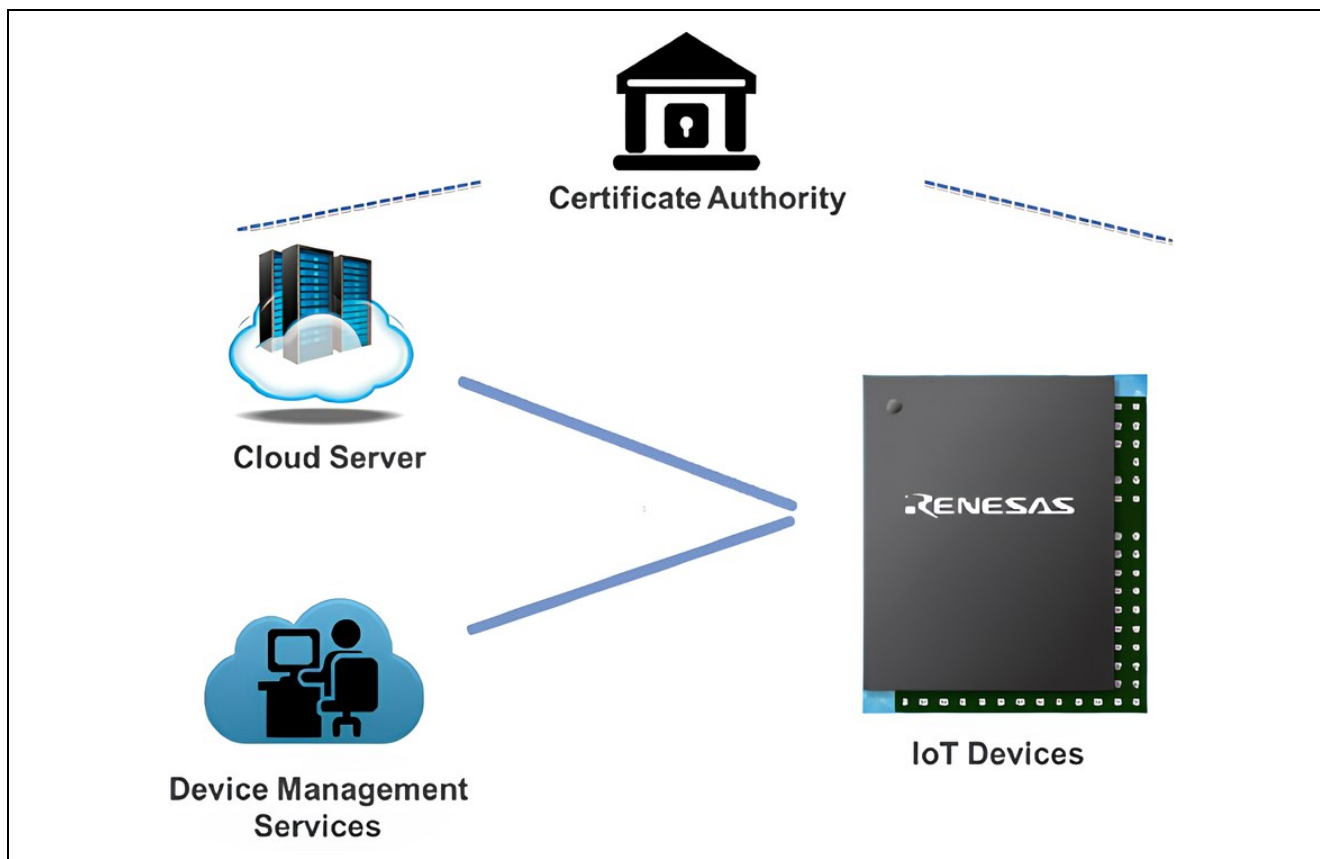 Certificate Authority
Cloud Server
RENESAS
IoT Devices
Device Management
Services